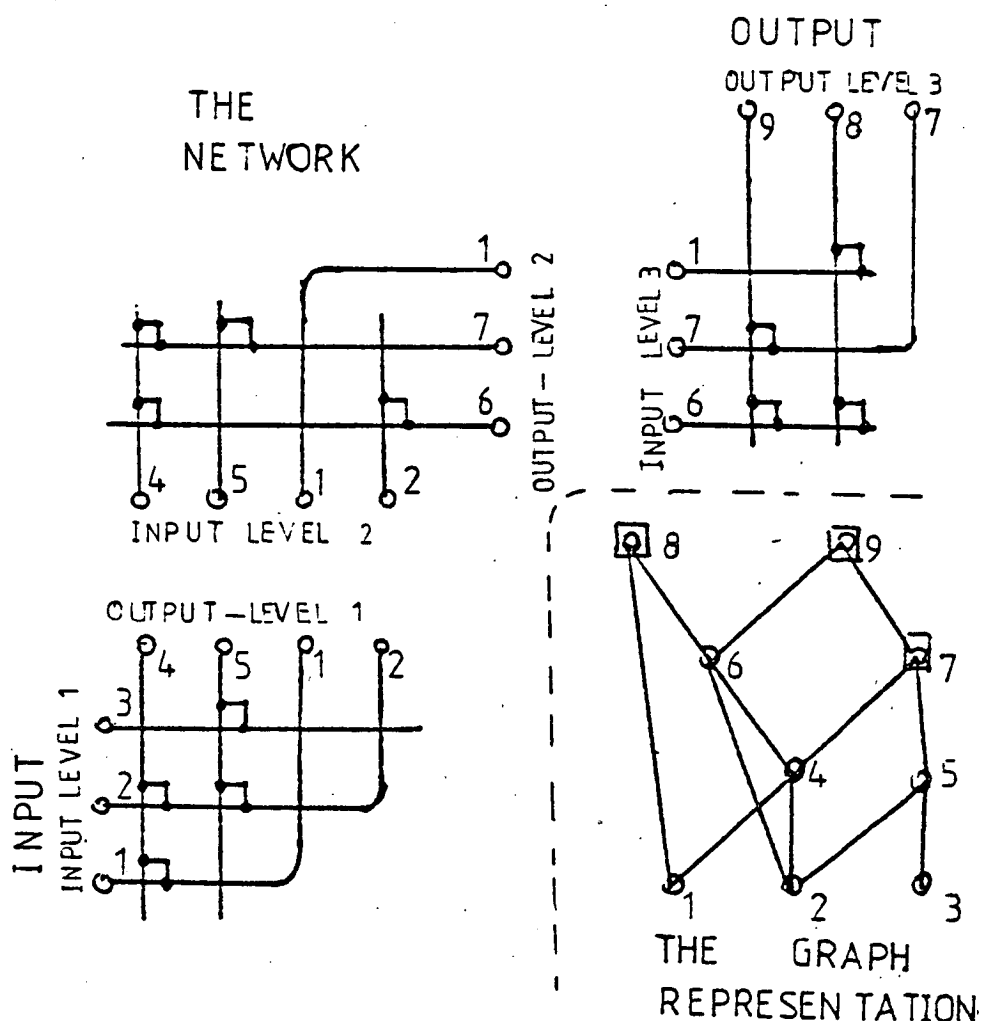 THE
NETWORK
1
7
6
OUTPUT-LEVEL 2
4 5 1 2
INPUT LEVEL 2
OUTPUT
OUTPUT LEVEL 3
9 8 7
1
7
6
INPUT LEVEL 3
OUTPUT-LEVEL 1
4 5 1 2
3
2
1
INPUT
INPUT LEVEL 1
8 9
6 7
4 5
1 2 3
THE GRAPH
REPRESENTATION